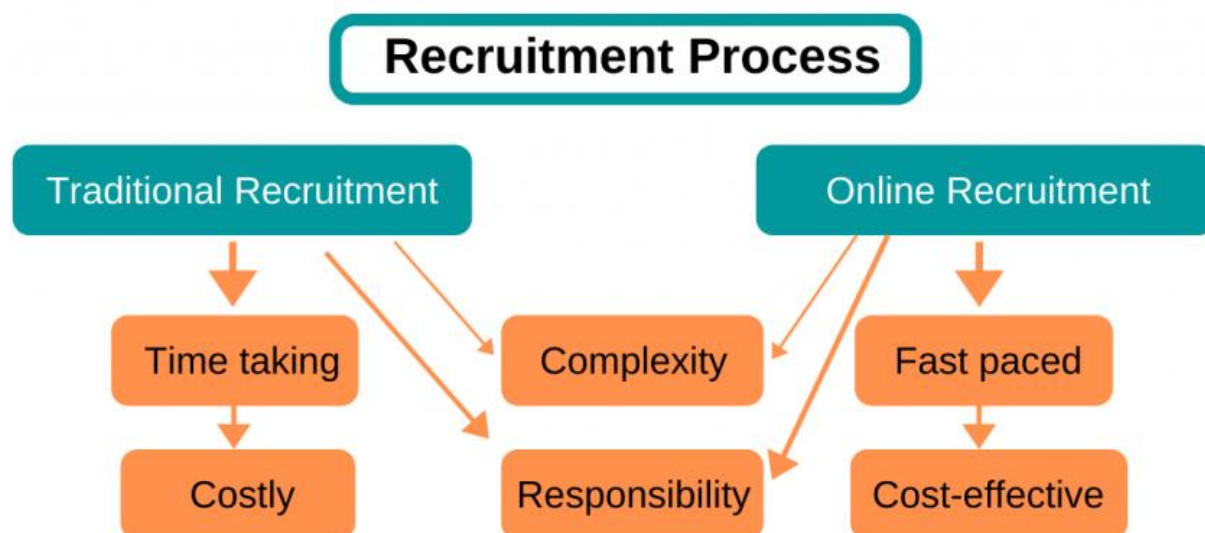 Recruitment Process
Traditional Recruitment
Online Recruitment
Time taking
Complexity
Fast paced
Costly
Responsibility
Cost-effective